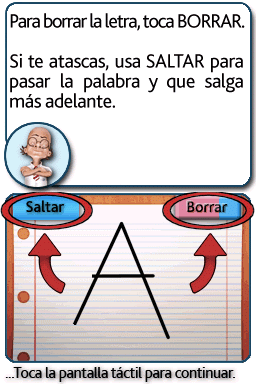 Para borrar la letra, toca BORRAR.
Si te atascas, usa SALTAR para
pasar la palabra y que salga
más adelante.
Saltar
Borrar
A
...Toca la pantalla táctil para continuar.